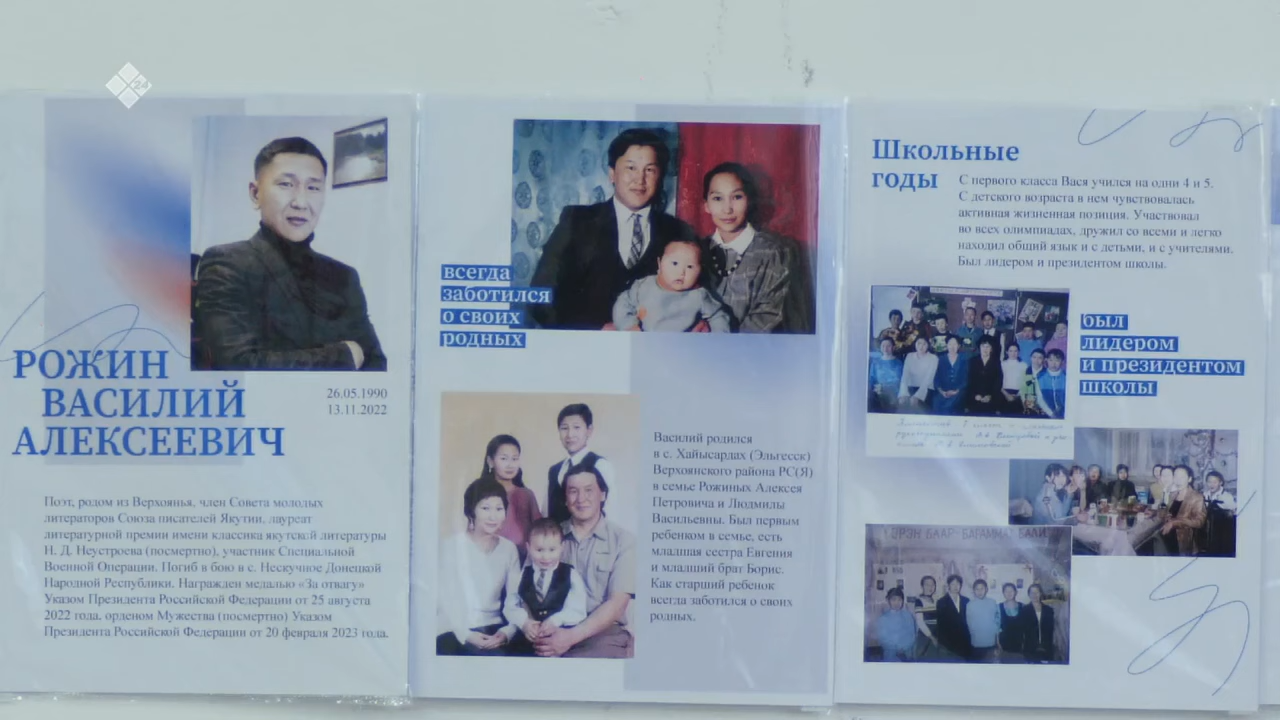 24
РОЖИН
ВАСИЛИЙ
АЛЕКСЕЕВИЧ
26.05.1990
13.11.2022
Поэт, родом из Верхоянья, член Совета молодых
литераторов Союза писателей Якутии, лауреат
литературной премии имени классика якутской литературы
Н. Д. Неустроева (посмертно), участник Специальной
Военной Операции. Погиб в бою в с. Нескучное Донецкой
Народной Республики. Награжден медалью «За отвагу»
Указом Президента Российской Федерации от 25 августа
2022 года, орденом Мужества (посмертно) Указом
Президента Российской Федерации от 20 февраля 2023 года.
всегда
заботился
о своих
родных
Василий родился
в с. Хайысардах (Эльгесск)
Верхоянского района РС(Я)
в семье Рожиных Алексея
Петровича и Людмилы
Васильевны. Был первым
ребенком в семье, есть
младшая сестра Евгения
и младший брат Борис.
Как старший ребенок
всегда заботился о своих
родных.
Школьные
годы
С первого класса Вася учился на одни 4 и 5.
С детского возраста в нем чувствовалась
активная жизненная позиция. Участвовал
во всех олимпиадах, дружил со всеми и легко
находил общий язык и с детьми, и с учителями.
Был лидером и президентом школы.
был
лидером
и президентом
школы